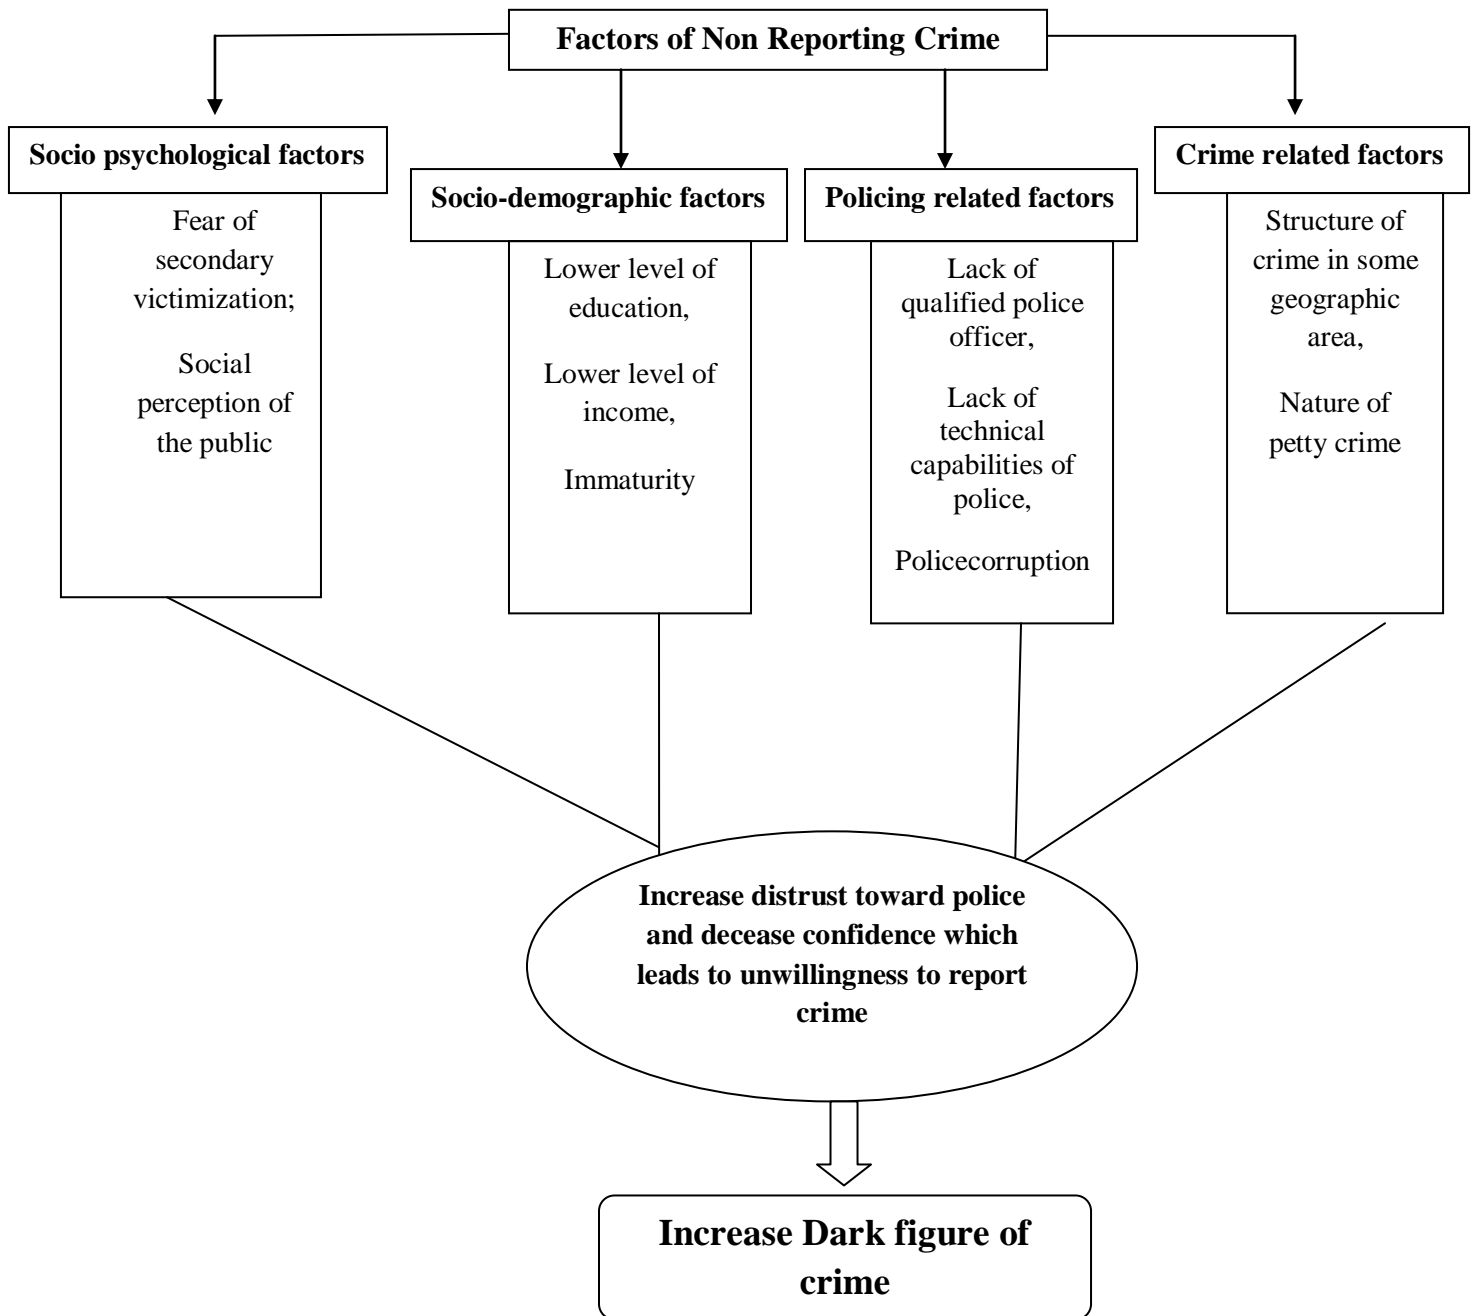 Factors of Non Reporting Crime
Socio psychological factors
Fear of
secondary
victimization;
Social
perception of
the public
Socio-demographic factors
Lower level of
education,
Lower level of
income,
Immaturity
Policing related factors
Lack of
qualified police
officer,
Lack of
technical
capabilities of
police,
Policecorruption
Crime related factors
Structure of
crime in some
geographic
area,
Nature of
petty crime
Increase distrust toward police
and decease confidence which
leads to unwillingness to report
crime
Increase Dark figure of
crime